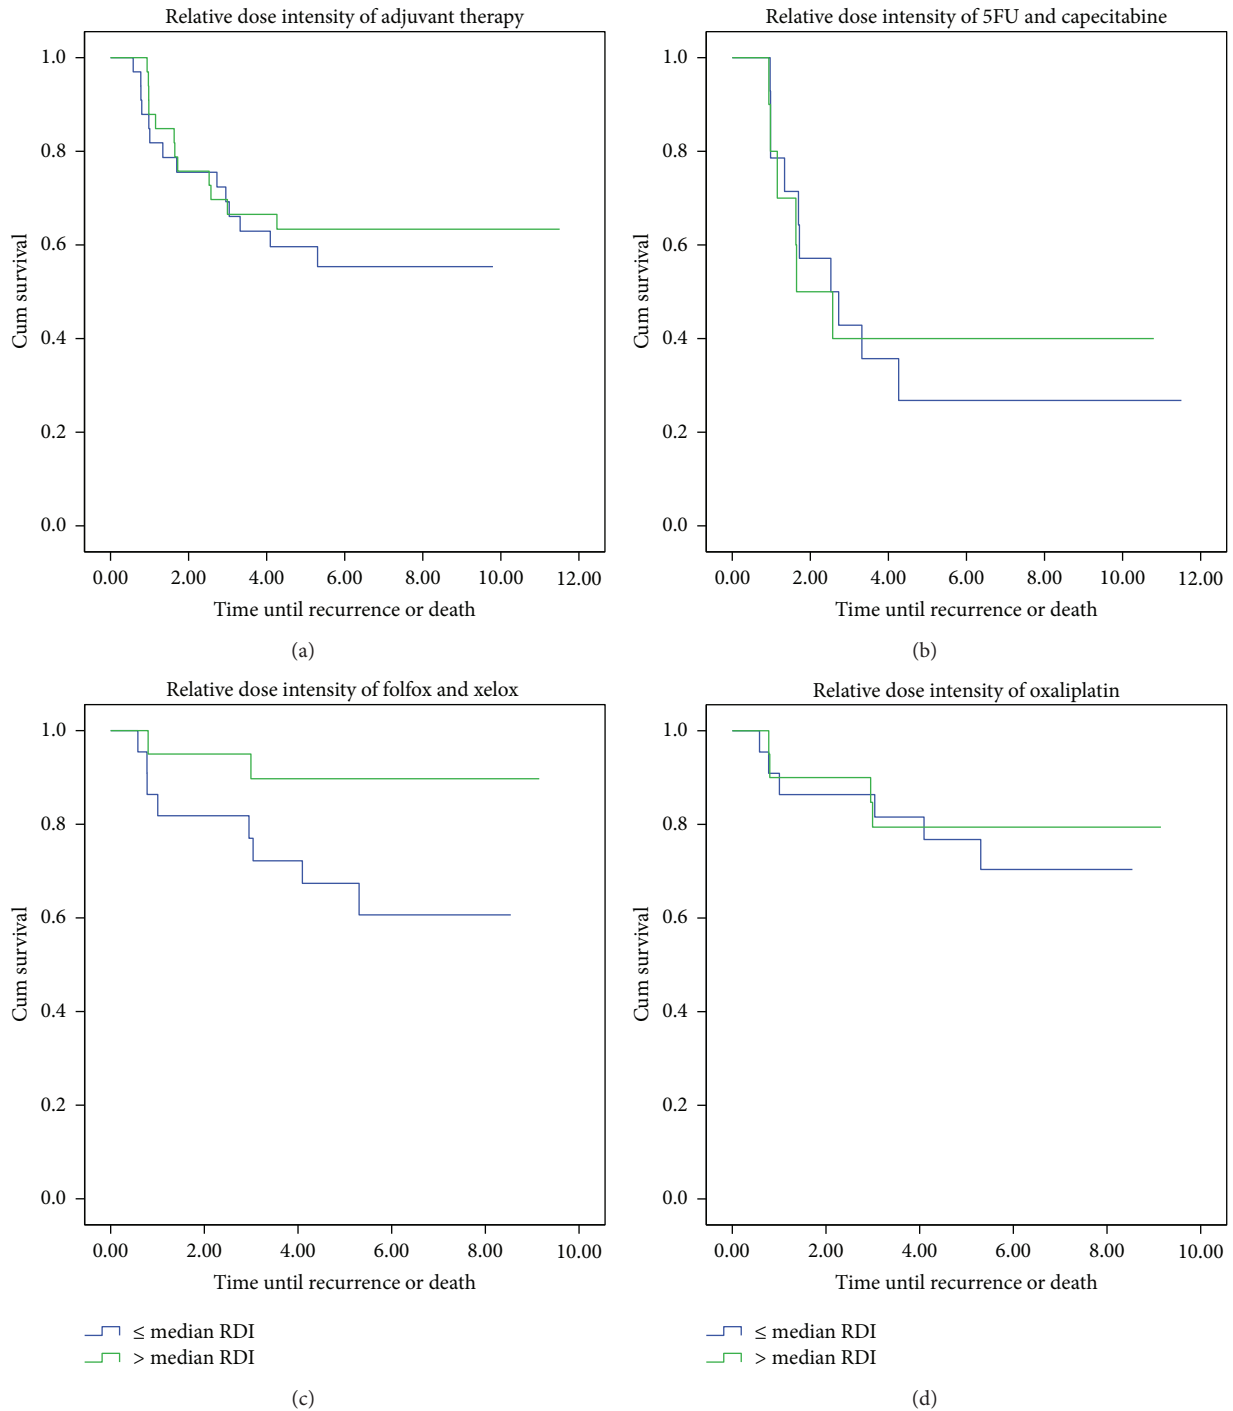 Relative dose intensity of adjuvant therapy
1.0
0.8
0.6
0.4
0.2
0.0
Cum survival
0.00 2.00 4.00 6.00 8.00 10.00 12.00
Time until recurrence or death
(a)
Relative dose intensity of 5FU and capecitabine
1.0
0.8
0.6
0.4
0.2
0.0
Cum survival
0.00 2.00 4.00 6.00 8.00 10.00 12.00
Time until recurrence or death
(b)
Relative dose intensity of folfox and xelox
1.0
0.8
0.6
0.4
0.2
0.0
Cum survival
0.00 2.00 4.00 6.00 8.00 10.00
Time until recurrence or death
≤ median RDI
> median RDI
(c)
Relative dose intensity of oxaliplatin
1.0
0.8
0.6
0.4
0.2
0.0
Cum survival
0.00 2.00 4.00 6.00 8.00 10.00
Time until recurrence or death
≤ median RDI
> median RDI
(d)